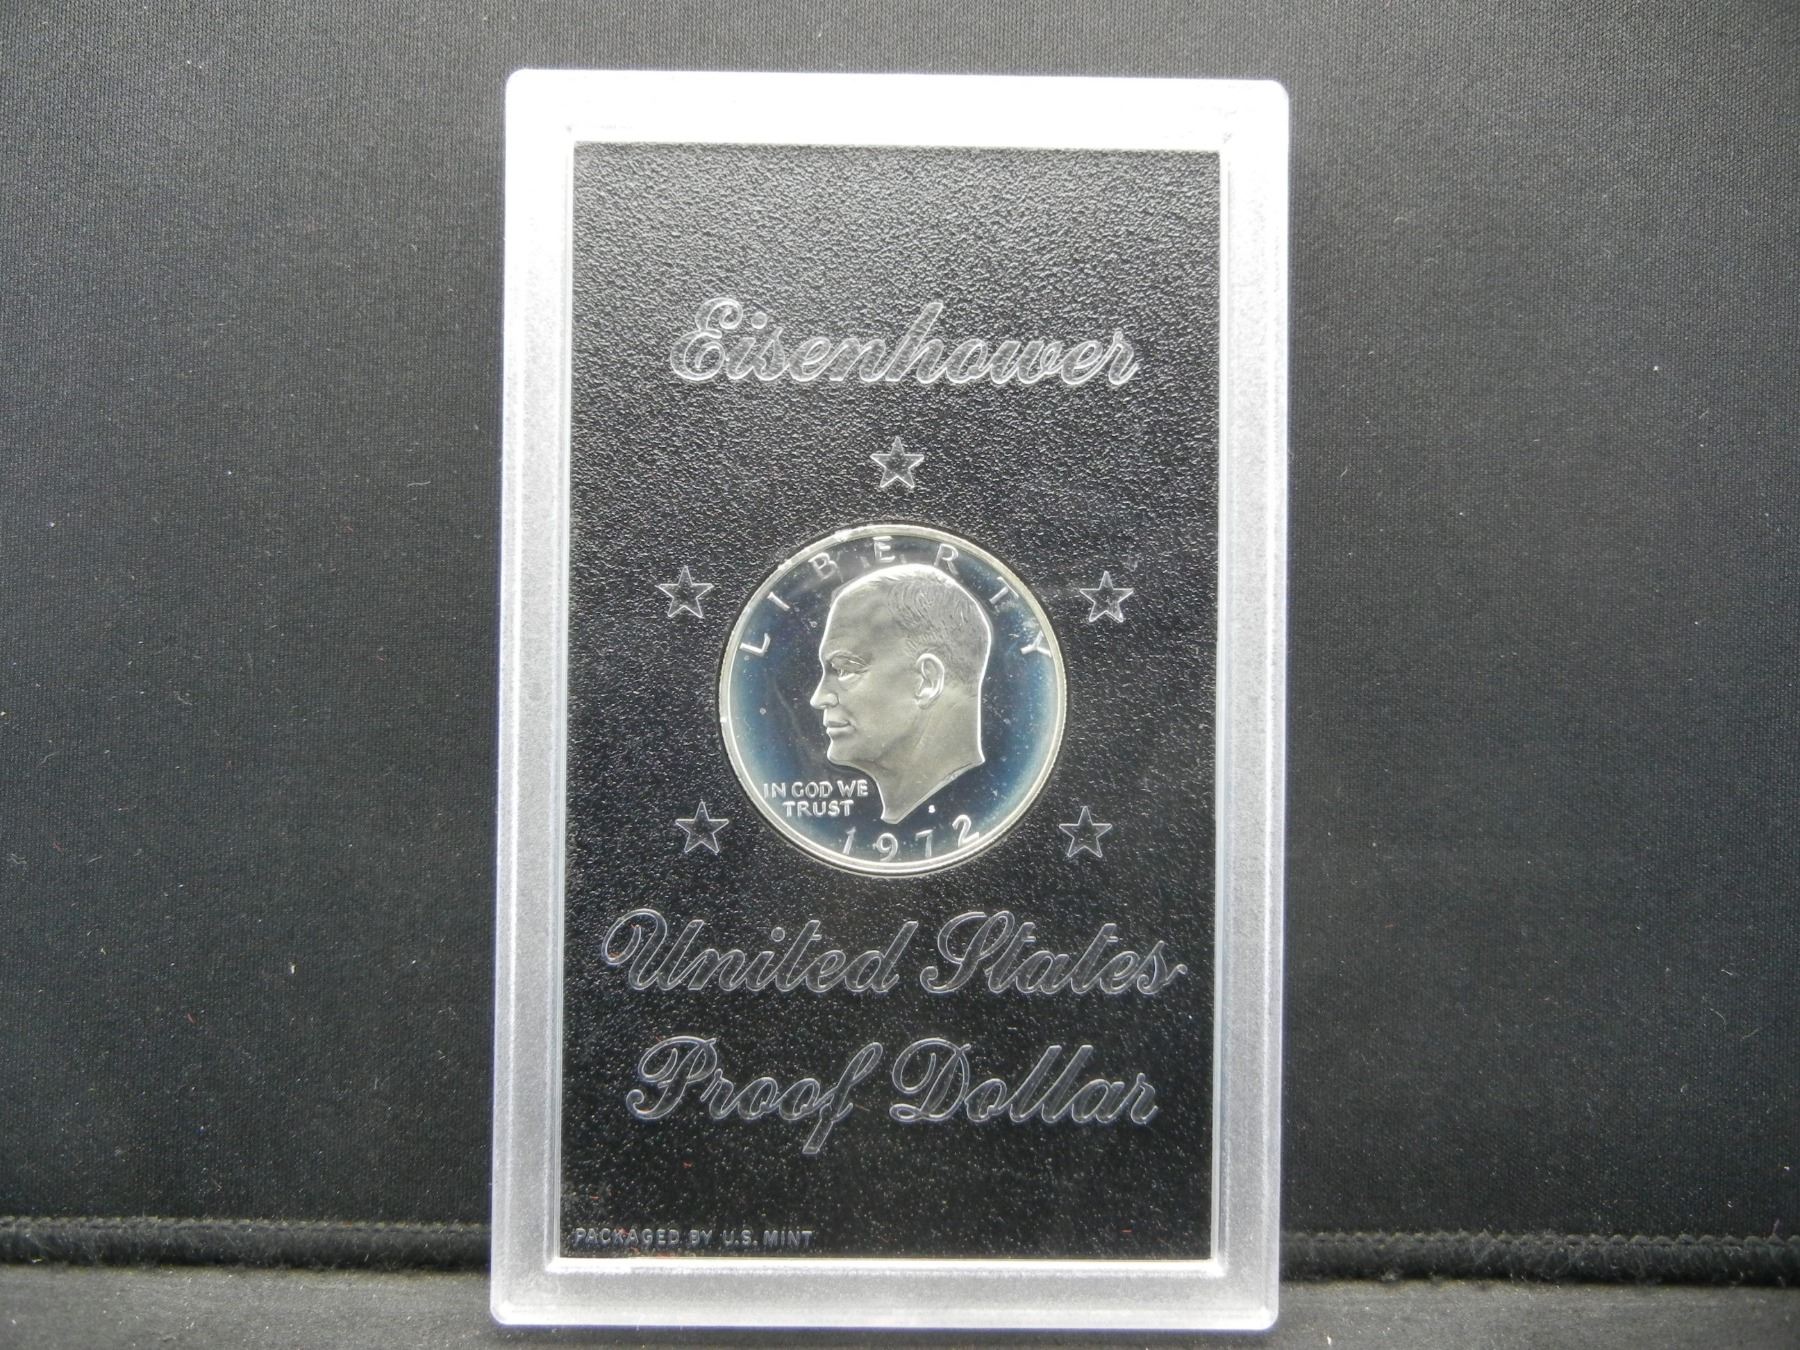 Eisenhower
LIBERTY
IN GOD WE
TRUST
S
1972
United States
Proof Dollar
PACKAGED BY U.S. MINT